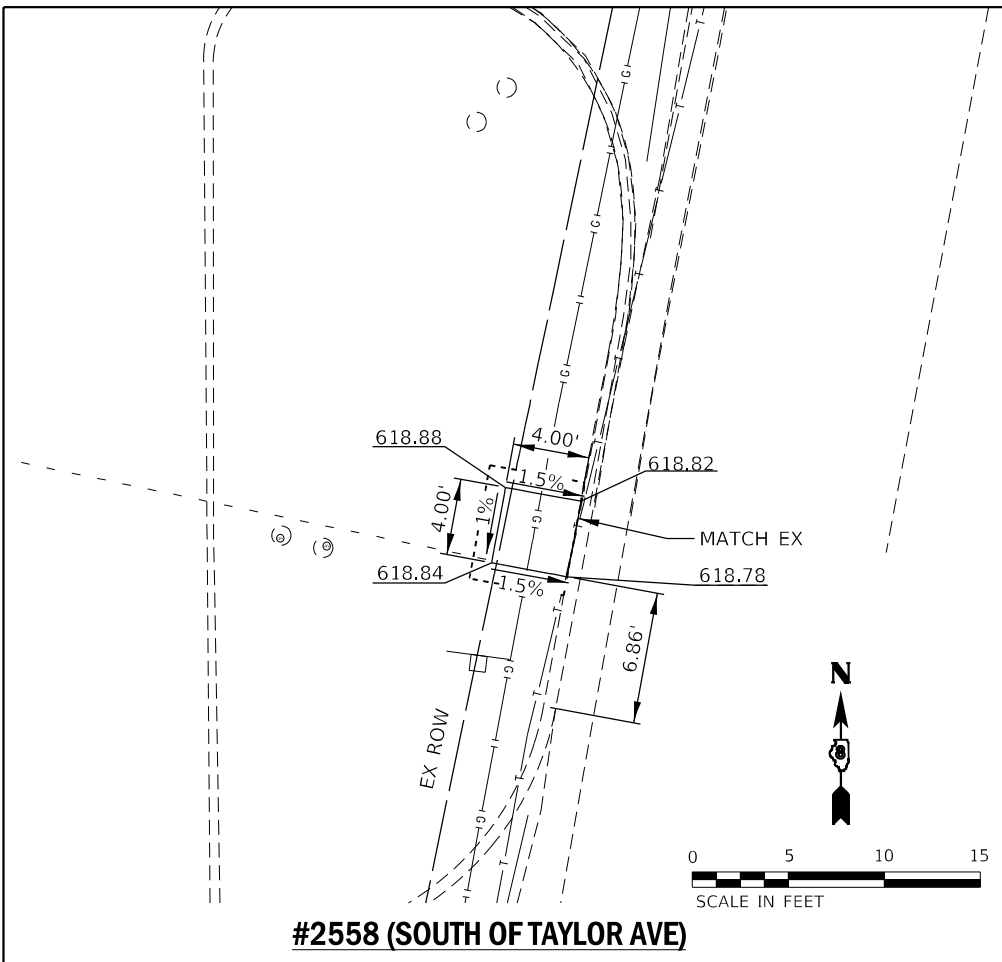 G
T
G
T
G
618.88
4.00'
618.82
1.5%
4.00'
1%
G
MATCH EX
618.84
1.5%
618.78
6.86'
G
EX ROW
N
8
G
0 5 10 15
SCALE IN FEET
#2558 (SOUTH OF TAYLOR AVE)